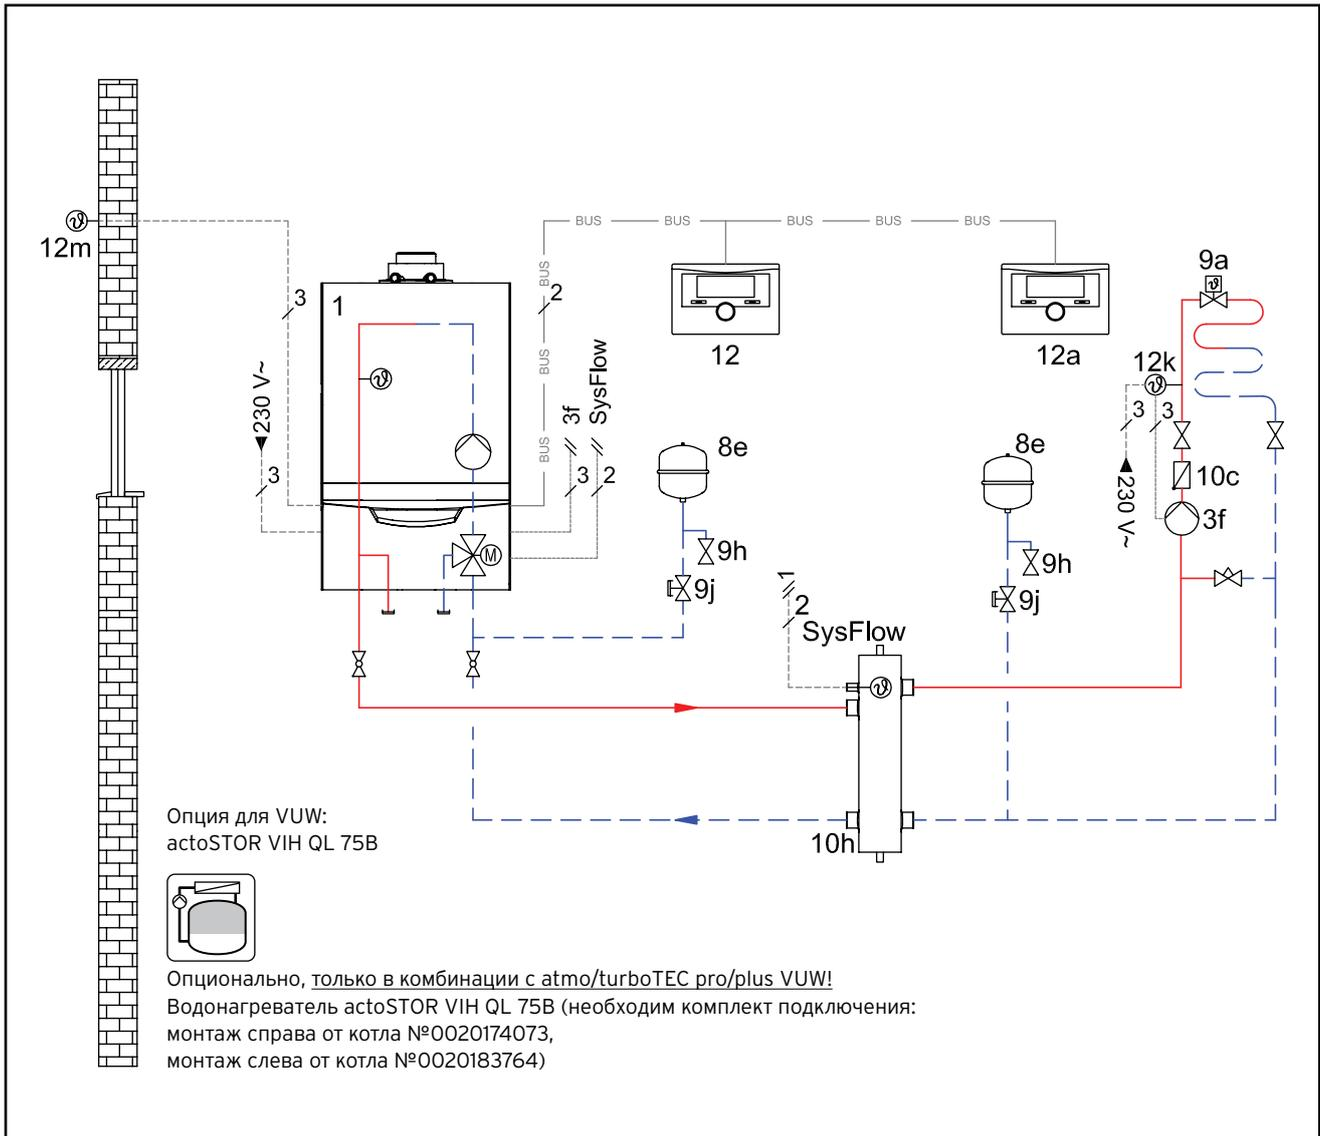 BUS BUS BUS BUS BUS
12m
BUS
9a
3
1
2
12
12a
12k
230 V~
BUS
3f
SysFlow
3
3
8e
8e
3
BUS
3
2
10c
230 V~
3f
9h
9h
1
9j
9j
2
SysFlow
M
Опция для VUW:
actoSTOR VIH QL 75B
10h
Опционально, только в комбинации с atmo/turboTEC pro/plus VUW!
Водонагреватель actoSTOR VIH QL 75B (необходим комплект подключения:
монтаж справа от котла №0020174073,
монтаж слева от котла №0020183764)